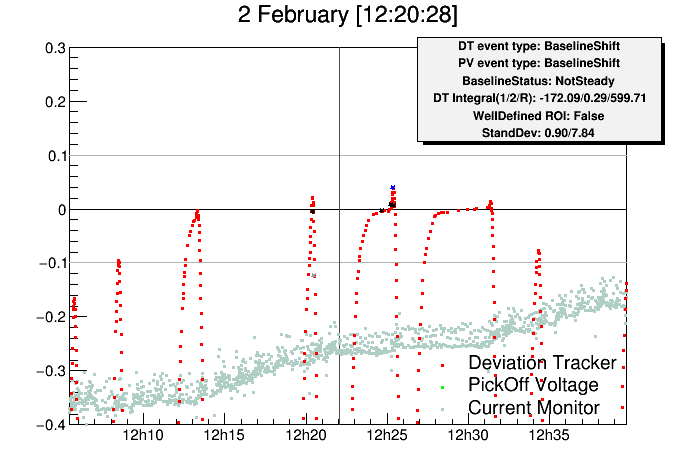 2 February [12:20:28]
DT event type: BaselineShift
PV event type: BaselineShift
BaselineStatus: NotSteady
DT Integral(1/2/R): -172.09/0.29/599.71
WellDefined ROI: False
StandDev: 0.90/7.84
0.3
0.2
0.1
0
−0.1
−0.2
−0.3
−0.4
Deviation Tracker
PickOff Voltage
Current Monitor
12h10 12h15 12h20 12h25 12h30 12h35